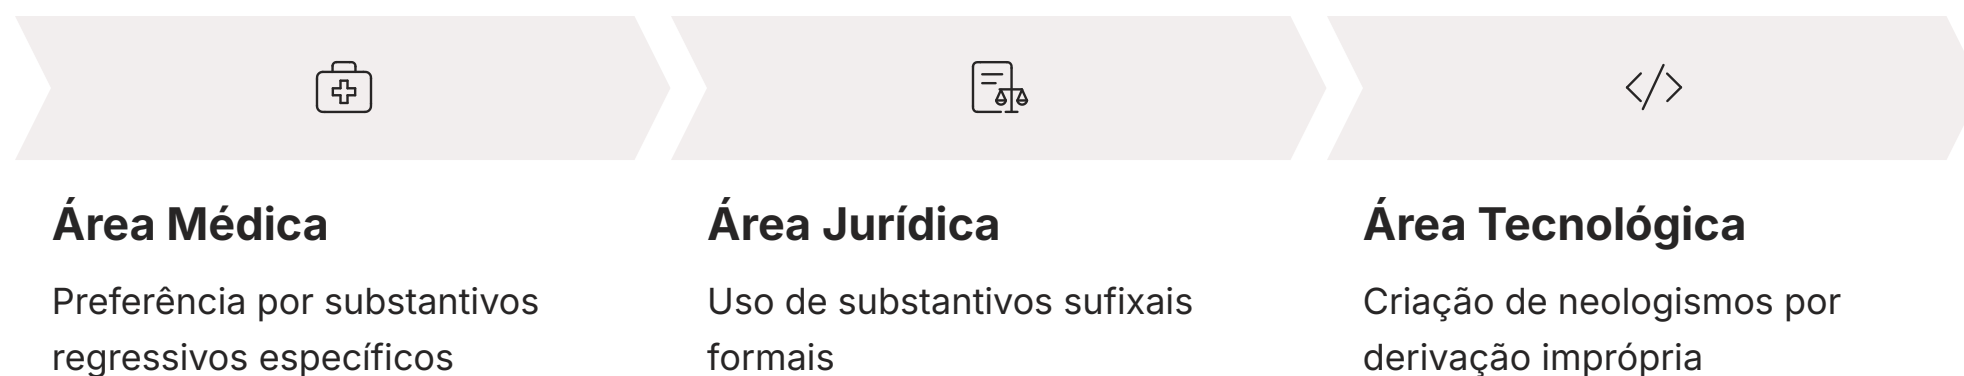 Área Médica
Preferência por substantivos
regressivos específicos
Área Jurídica
Uso de substantivos sufixais
formais
Área Tecnológica
Criação de neologismos por
derivação imprópria